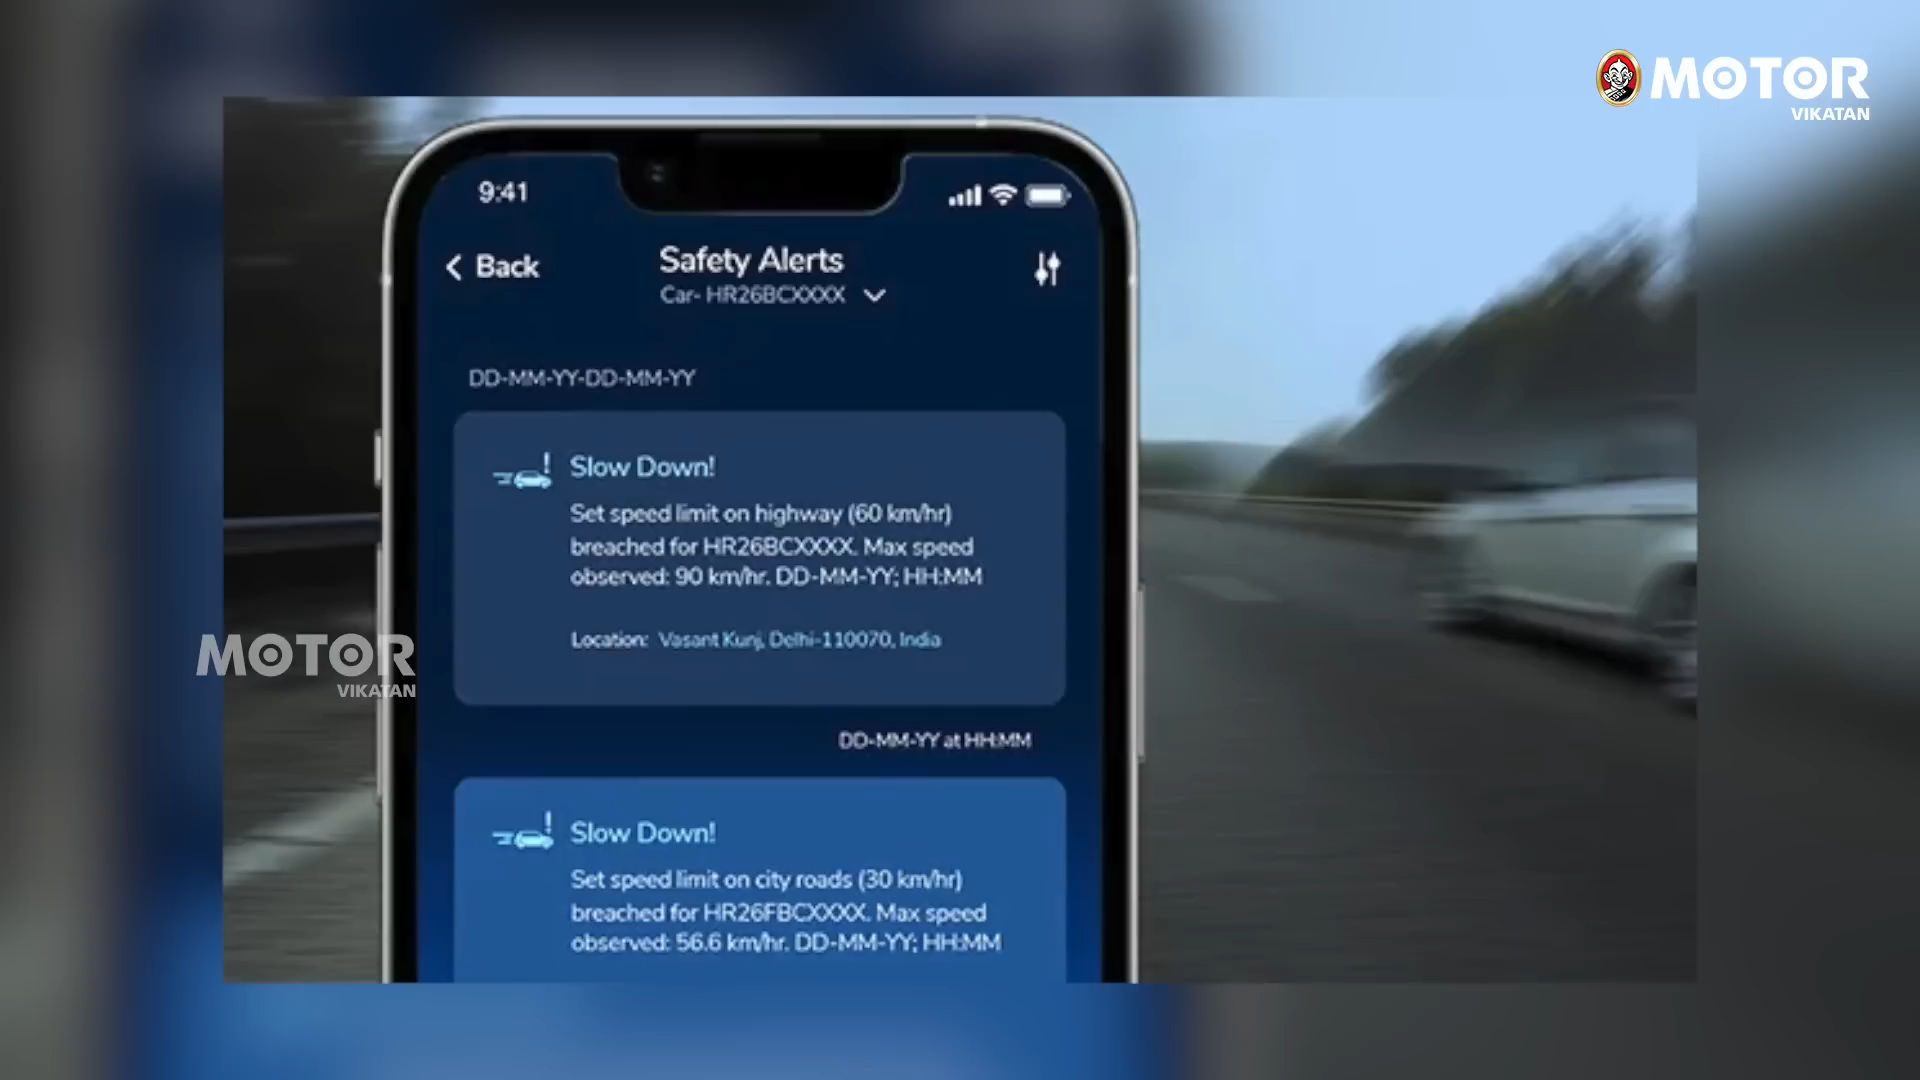 MOTOR
VIKATAN
9:41
Back
Safety Alerts
Car- HR26BCXXXX
DD-MM-YY-DD-MM-YY
Slow Down!
Set speed limit on highway (60 km/hr)
breached for HR26BCXXXX. Max speed
observed: 90 km/hr. DD-MM-YY; HH:MM
Location: Vasant Kunj, Delhi-110070, India
MOTOR
VIKATAN
DD-MM-YY at HH:MM
Slow Down!
Set speed limit on city roads (30 km/hr)
breached for HR26FBCXXXX. Max speed
observed: 56.6 km/hr. DD-MM-YY; HH:MM